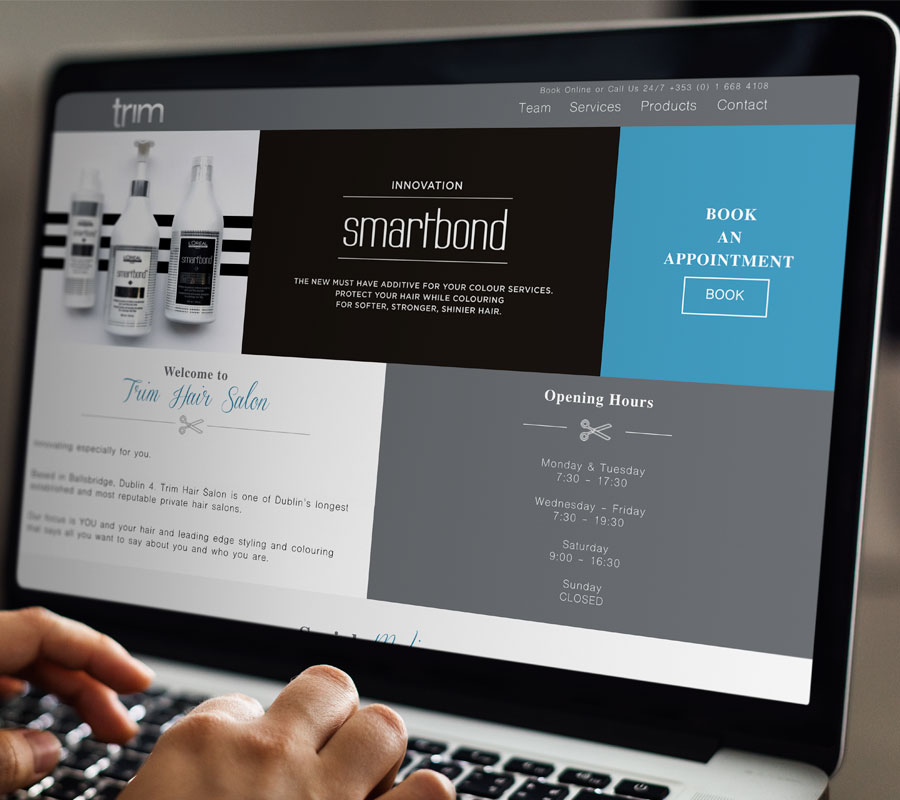 trim
Book Online or Call Us 24/7 +353 (0) 1 668 4108
Team Services Products Contact
L'ORÉAL
smartbond
L'ORÉAL
smartbond
INNOVATION
smartbond
THE NEW MUST HAVE ADDITIVE FOR YOUR COLOUR SERVICES.
PROTECT YOUR HAIR WHILE COLOURING
FOR SOFTER, STRONGER, SHINIER HAIR.
BOOK
AN
APPOINTMENT
BOOK
Welcome to
Trim Hair Salon
Innovating especially for you.
Based in Ballsbridge, Dublin 4. Trim Hair Salon is one of Dublin's longest
established and most reputable private hair salons.
Our focus is YOU and your hair and leading edge styling and colouring
that says all you want to say about you and who you are.
Opening Hours
Monday & Tuesday
7:30 - 17:30
Wednesday - Friday
7:30 - 19:30
Saturday
9:00 - 16:30
Sunday
CLOSED